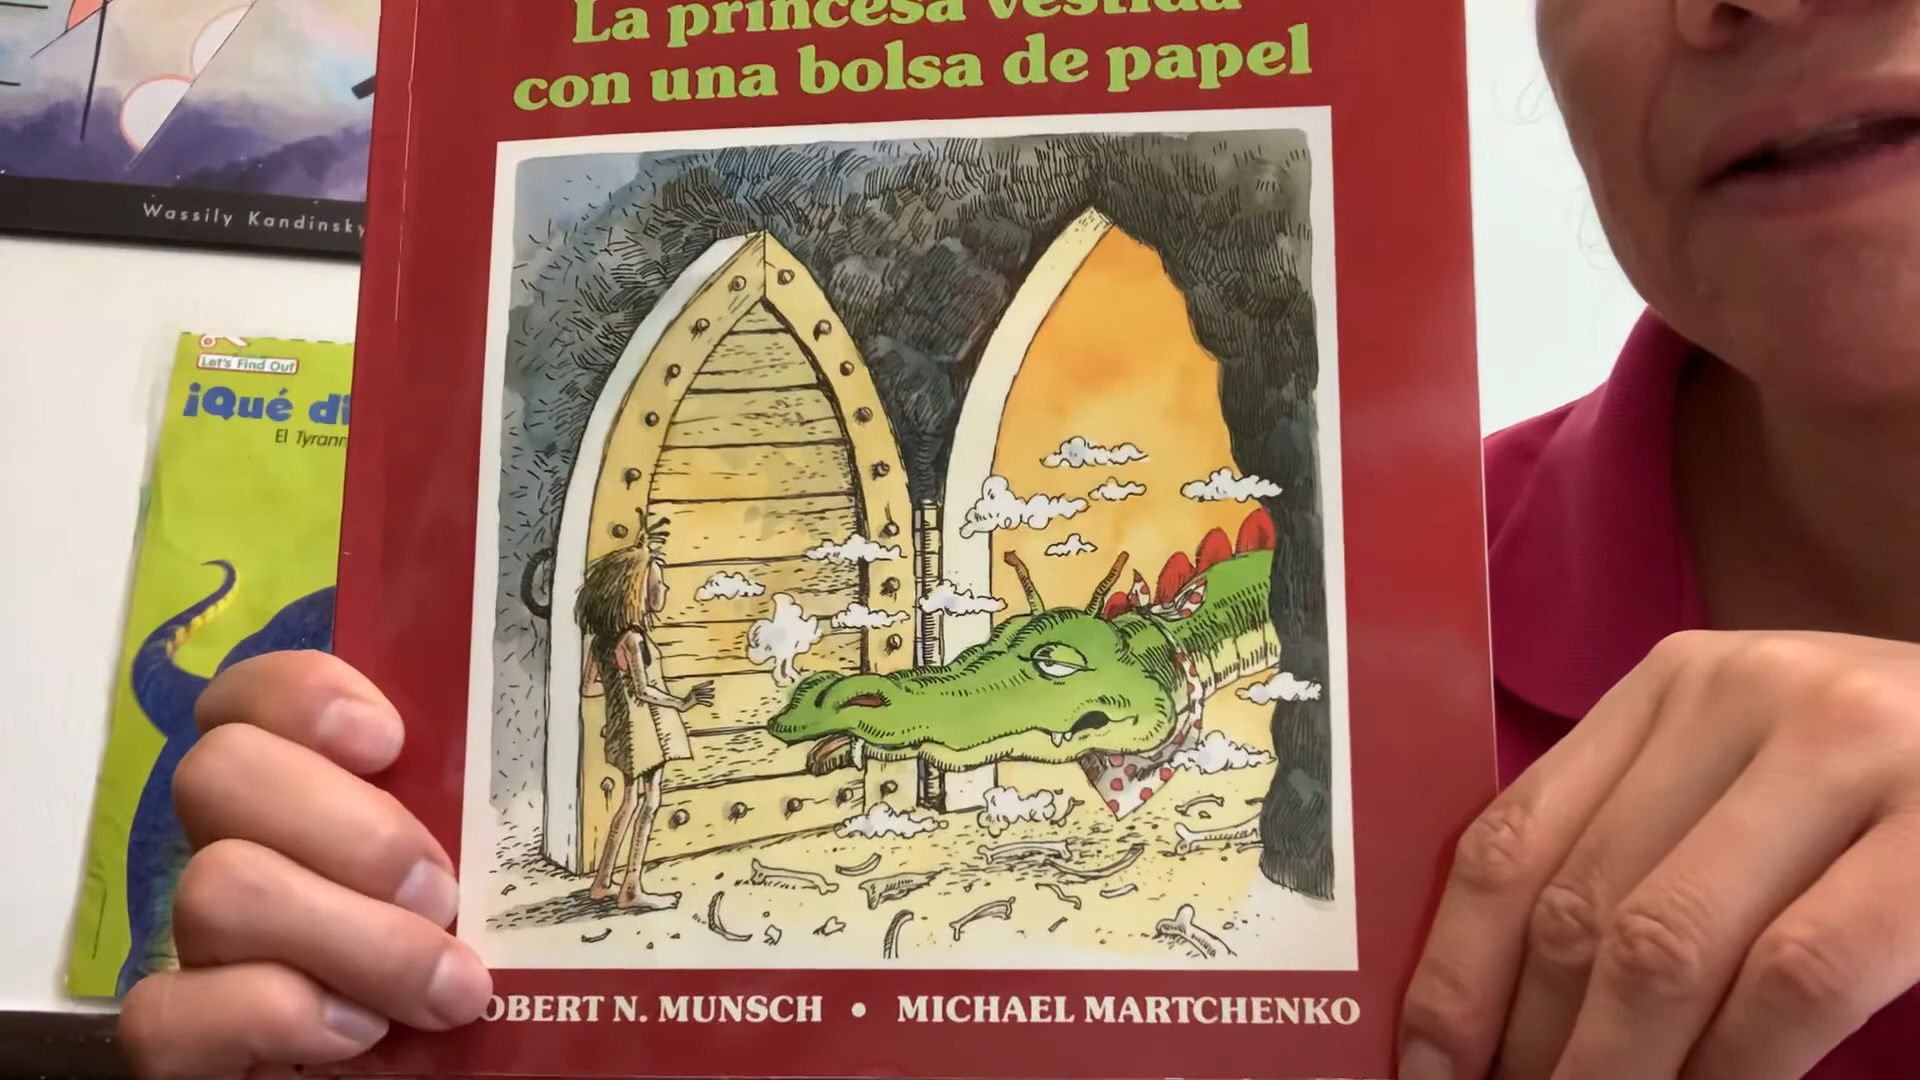 La princesa vestida
con una bolsa de papel
Wassily Kandinsky
Let's Find Out
¡Qué di
El Tyrann
OBERT N. MUNSCH • MICHAEL MARTCHENKO